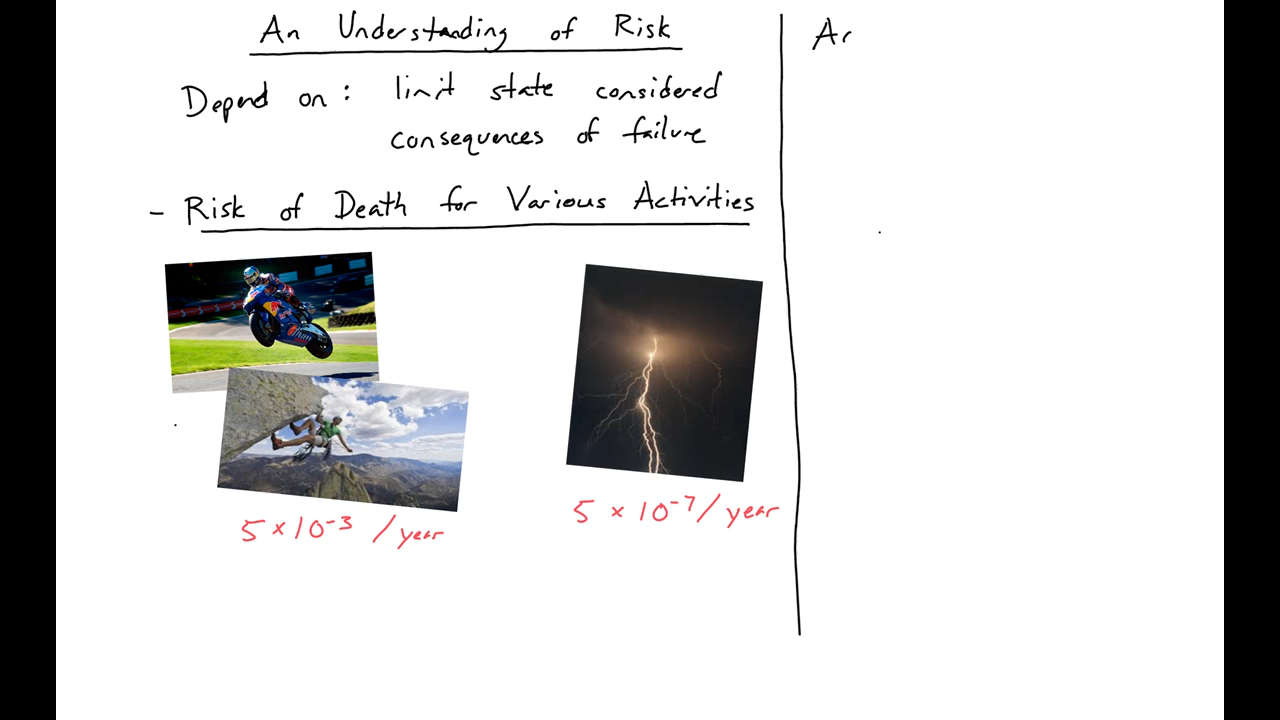 An Understanding of Risk
Depend on: limit state considered
consequences of failure
- Risk of Death for Various Activities
5 × 10⁻³ /year
5 × 10⁻⁷/year
Ar